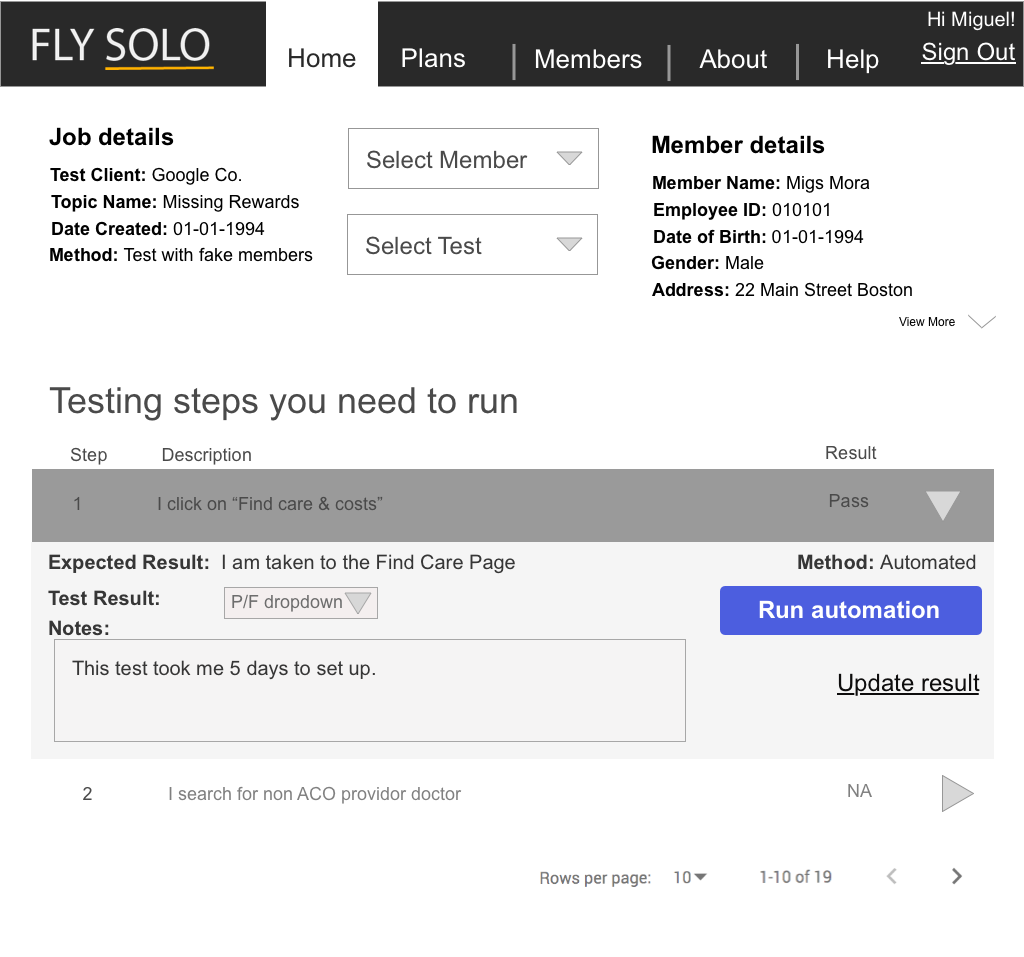 Hi Miguel!
FLY SOLO
Home
Plans
Members
About
Help
Sign Out
Job details
Test Client: Google Co.
Topic Name: Missing Rewards
Date Created: 01-01-1994
Method: Test with fake members
Select Member
Select Test
Member details
Member Name: Migs Mora
Employee ID: 010101
Date of Birth: 01-01-1994
Gender: Male
Address: 22 Main Street Boston
View More
Testing steps you need to run
Step Description Result
1 I click on “Find care & costs” Pass
Expected Result: I am taken to the Find Care Page
Method: Automated
Test Result: P/F dropdown
Run automation
Notes:
This test took me 5 days to set up.
Update result
2 I search for non ACO providor doctor NA
Rows per page: 10 1-10 of 19